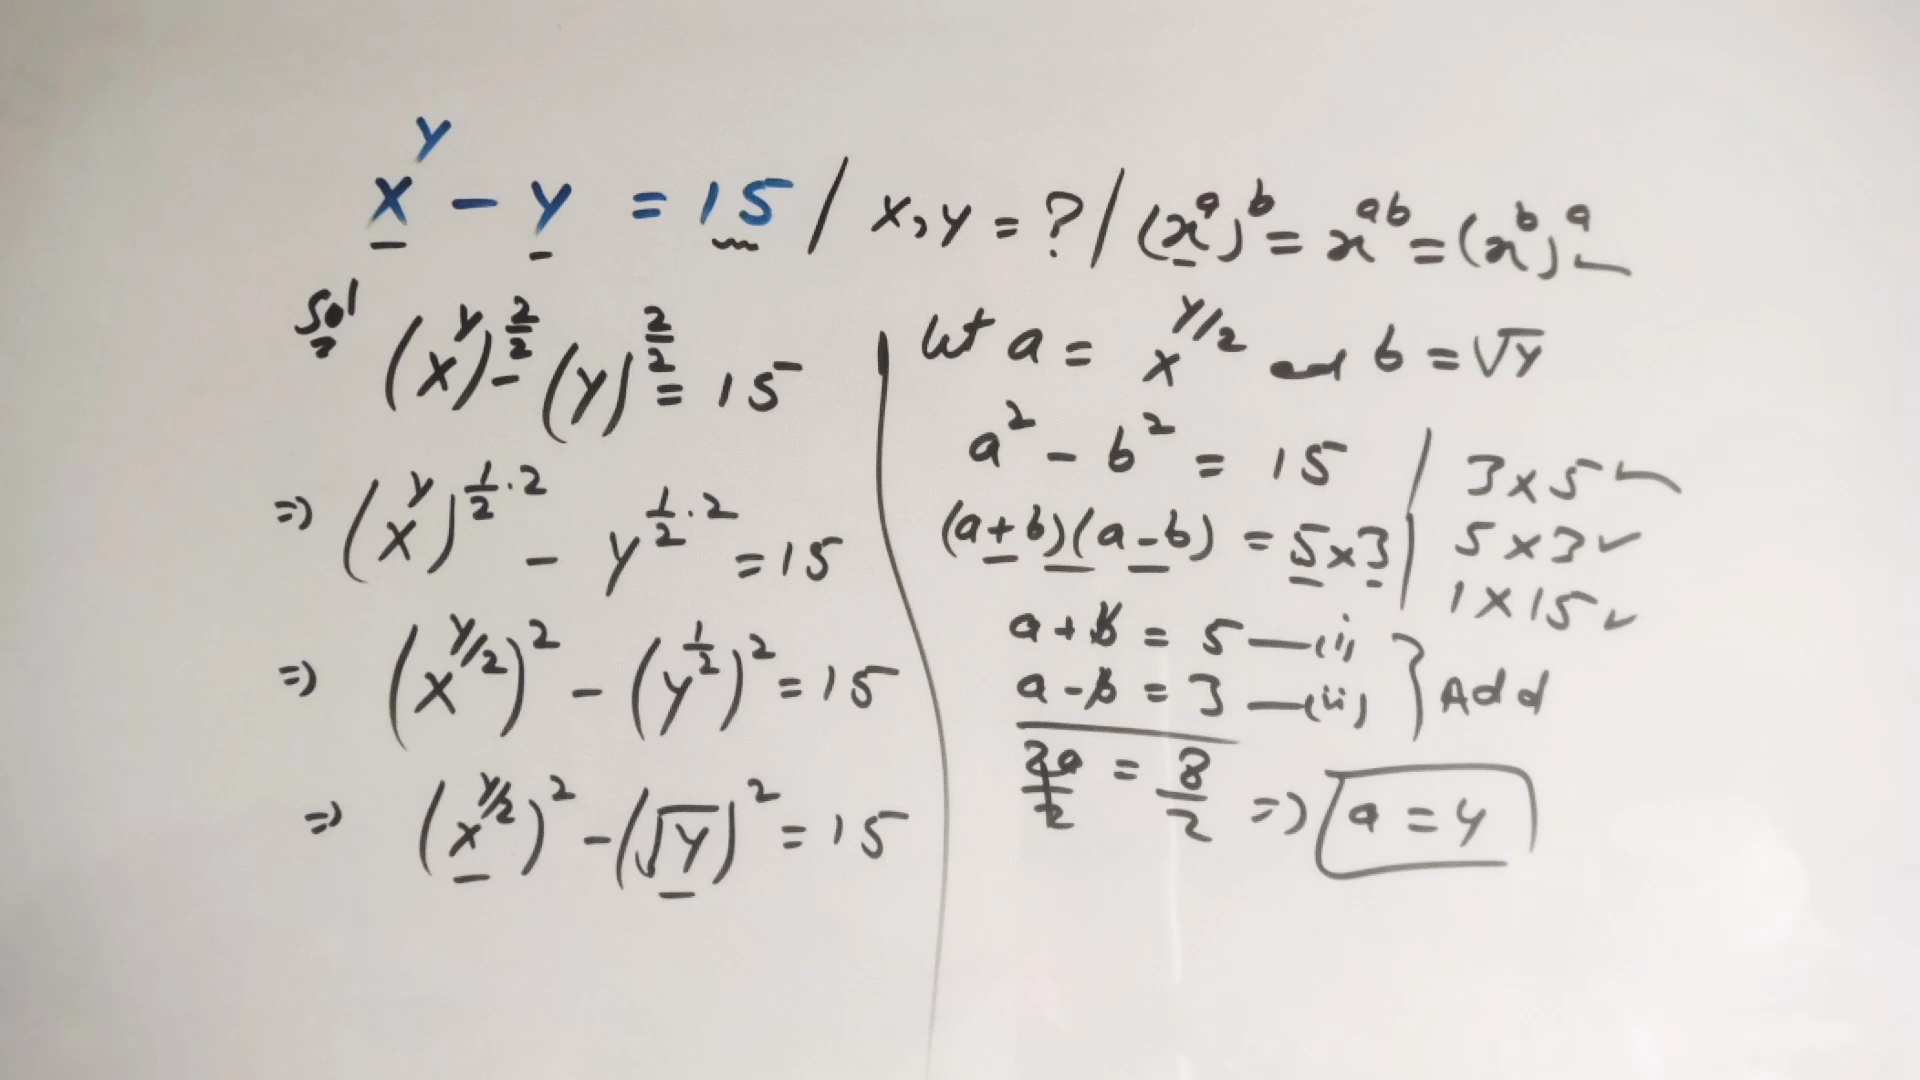 x^y - y = 15 / x, y = ? / (x^a)^b = x^ab = (x^b)^a
Sol
(x^y)^2/2 - (y)^2/2 = 15
=> (x^y)^1/2 · 2 - y^1/2 · 2 = 15
=> (x^y/2)^2 - (y^1/2)^2 = 15
=> (x^y/2)^2 - (√y)^2 = 15
let a = x^y/2 and b = √y
a^2 - b^2 = 15
(a+b)(a-b) = 5 x 3
3 x 5
5 x 3 ✓
1 x 15 ✓
a + b = 5 —(i)
a - b = 3 —(ii) } Add
2a/2 = 8/2 => a = 4